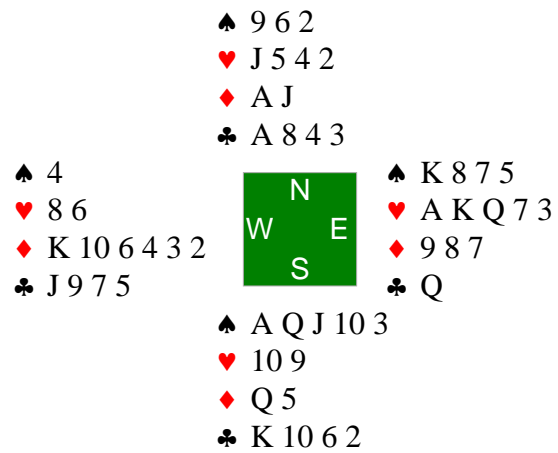 ♠ 9 6 2
♥ J 5 4 2
♦ A J
♣ A 8 4 3
♠ 4
♥ 8 6
♦ K 10 6 4 3 2
♣ J 9 7 5
N
W E
S
♠ K 8 7 5
♥ A K Q 7 3
♦ 9 8 7
♣ Q
♠ A Q J 10 3
♥ 10 9
♦ Q 5
♣ K 10 6 2